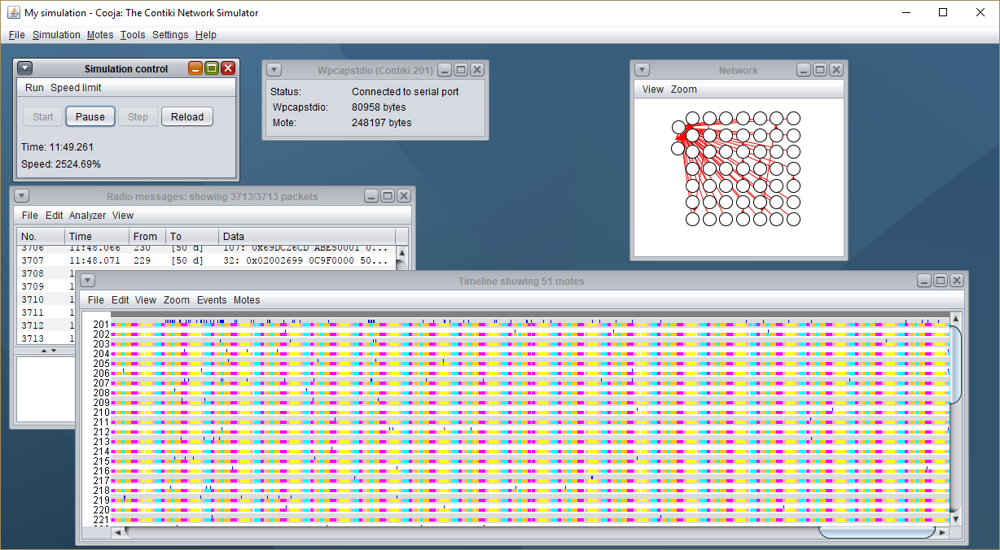 My simulation - Cooja: The Contiki Network Simulator
File Simulation Motes Tools Settings Help
Simulation control
Run Speed limit
Start Pause Step Reload
Time: 11:49.261
Speed: 2524.69%
Wpcapstdio (Contiki 201)
Status: Connected to serial port
Wpcapstdio: 80958 bytes
Mote: 248197 bytes
Network
View Zoom
Radio messages: showing 3713/3713 packets
File Edit Analyzer View
No. Time From To Data
3706 11:48.066 230 [50 d] 107: 0x69DC26CD ABE50001 0...
3707 11:48.071 229 [50 d] 32: 0x02002699 0C9F0000 50...
3708 1
3709 1
3710 1
3711 1
3712 1
3713 1
Timeline showing 51 motes
File Edit View Zoom Events Motes
201
202
203
204
205
206
207
208
209
210
211
212
213
214
215
216
217
218
219
220
221